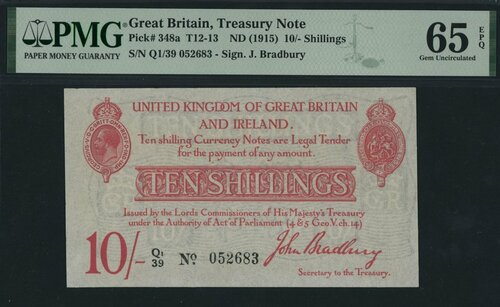 PMG
PAPER MONEY GUARANTY
Great Britain, Treasury Note
Pick# 348a T12-13 ND (1915) 10/- Shillings
S/N Q1/39 052683 - Sign. J. Bradbury
65 EPQ
Gem Uncirculated
UNITED KINGDOM OF GREAT BRITAIN
AND IRELAND.
Ten shilling Currency Notes are Legal Tender
for the payment of any amount.
TEN SHILLINGS
Issued by the Lords Commissioners of His Majesty's Treasury
under the Authority of Act of Parliament (4 & 5 Geo.V. ch.14)
10/- Q1/39 No 052683 John Bradbury
Secretary to the Treasury.